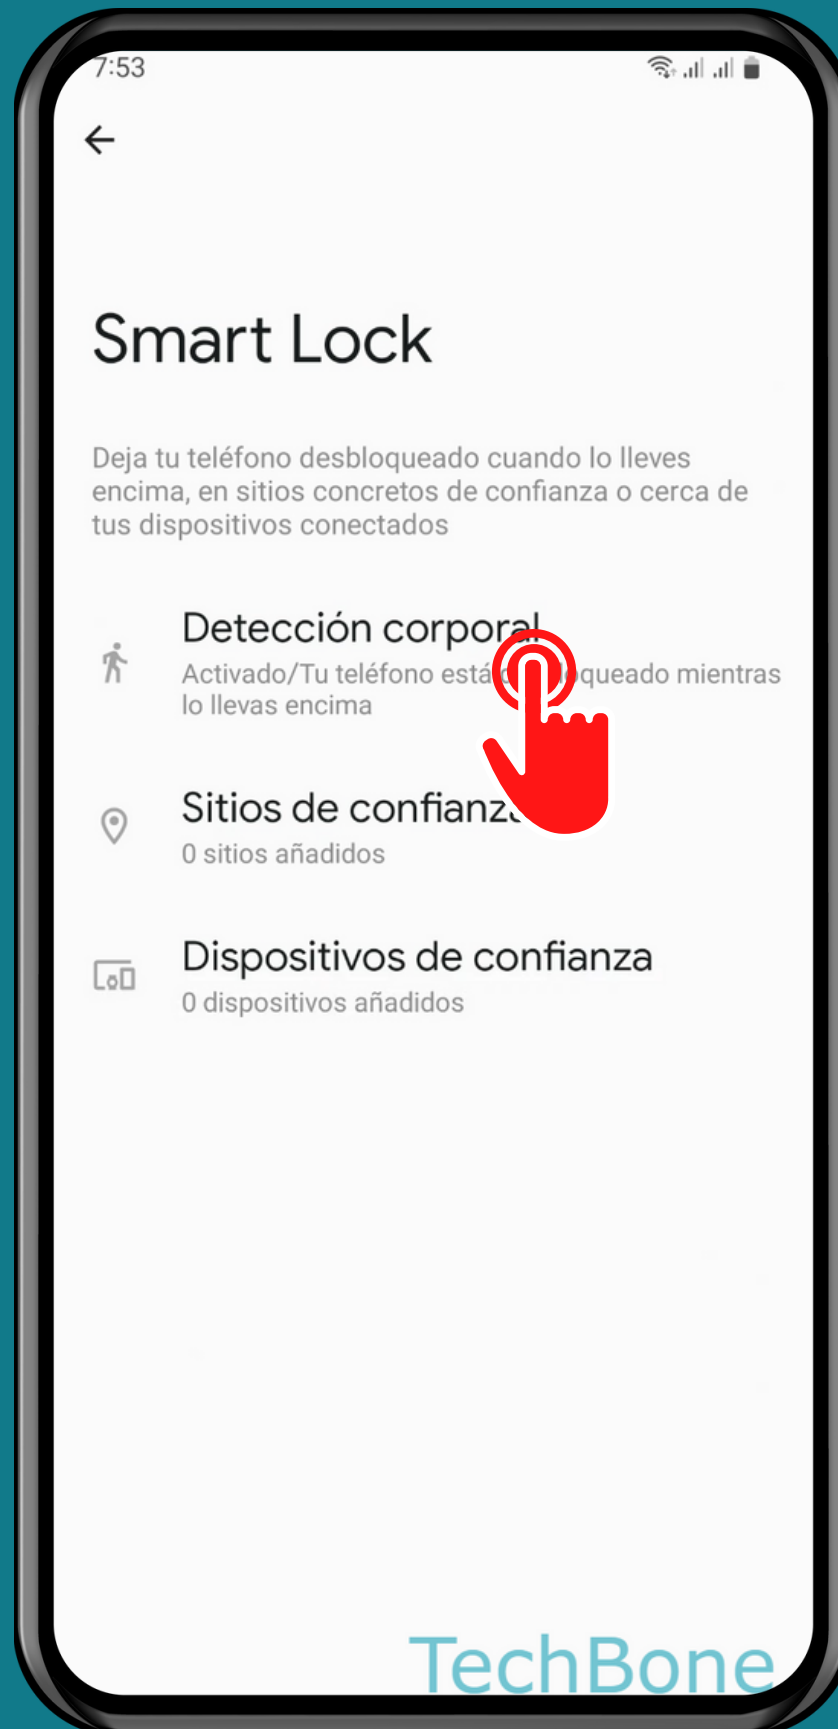 7:53
Smart Lock
Deja tu teléfono desbloqueado cuando lo lleves
encima, en sitios concretos de confianza o cerca de
tus dispositivos conectados
Detección corporal
Activado/Tu teléfono está desbloqueado mientras
lo llevas encima
Sitios de confianza
0 sitios añadidos
Dispositivos de confianza
0 dispositivos añadidos
TechBone